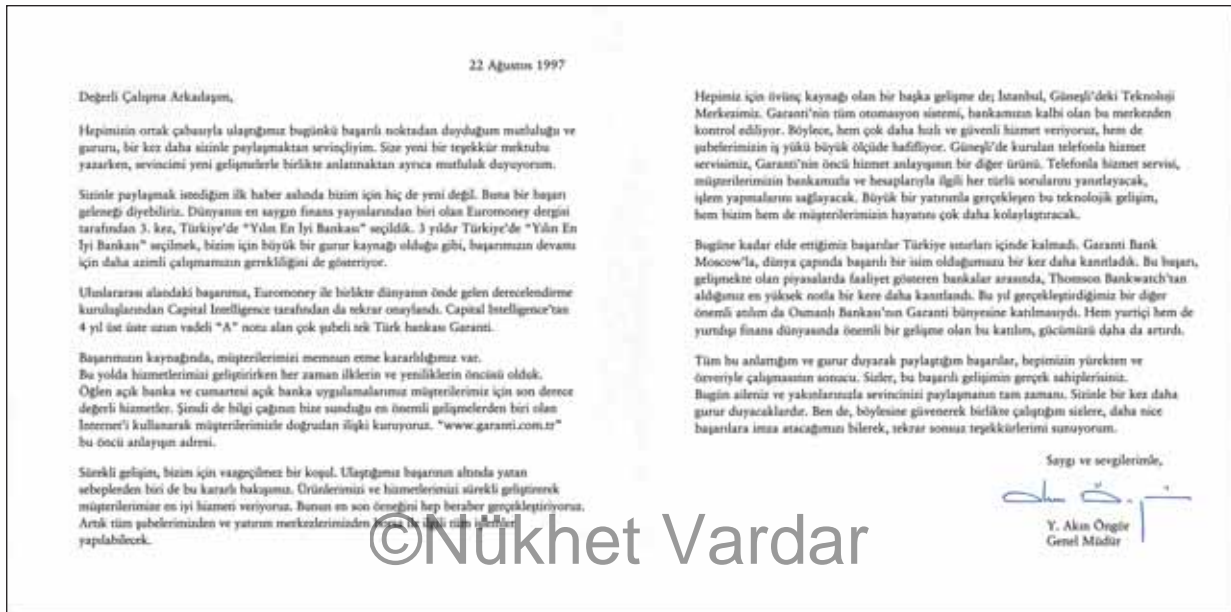 22 Ağustos 1997
Değerli Çalışma Arkadaşım,
Hepimizin ortak çabasıyla ulaştığımız bugünkü başarılı noktadan duyduğum mutluluğu ve
gururu, bir kez daha sizinle paylaşmaktan sevinçliyim. Size yeni bir teşekkür mektubu
yazarken, sevincimi yeni gelişmelerle birlikte anlatmaktan ayrıca mutluluk duyuyorum.
Sizinle paylaşmak istediğim ilk haber aslında bizim için hiç de yeni değil. Buna bir başarı
geleneği diyebiliriz. Dünyanın en saygın finans yayınlarından biri olan Euromoney dergisi
tarafından 3. kez, Türkiye'de "Yılın En İyi Bankası" seçildik. 3 yıldır Türkiye'de "Yılın En
İyi Bankası" seçilmek, bizim için büyük bir gurur kaynağı olduğu gibi, başarımızın devamı
için daha azimli çalışmamızın gerekliliğini de gösteriyor.
Uluslararası alandaki başarımız, Euromoney ile birlikte dünyanın önde gelen derecelendirme
kuruluşlarından Capital Intelligence tarafından da tekrar onaylandı. Capital Intelligence'tan
4 yıl üst üste uzun vadeli "A" notu alan çok şubeli tek Türk bankası Garanti.
Başarımızın kaynağında, müşterilerimizi memnun etme kararlılığımız var.
Bu yolda hizmetlerimizi geliştirirken her zaman ilklerin ve yeniliklerin öncüsü olduk.
Öğlen açık banka ve cumartesi açık banka uygulamalarımız müşterilerimiz için son derece
değerli hizmetler. Şimdi de bilgi çağının bize sunduğu en önemli gelişmelerden biri olan
Internet'i kullanarak müşterilerimizle doğrudan ilişki kuruyoruz. "www.garanti.com.tr"
bu öncü anlayışın adresi.
Sürekli gelişim, bizim için vazgeçilmez bir koşul. Ulaştığımız başarının altında yatan
sebeplerden biri de bu kararlı bakışımız. Ürünlerimizi ve hizmetlerimizi sürekli geliştirerek
müşterilerimize en iyi hizmeti veriyoruz. Bunun en son örneğini hep beraber gerçekleştiriyoruz.
Artık tüm şubelerimizden ve yatırım merkezlerimizden borsa ile ilgili tüm işlemler
yapılabilecek.
Hepimiz için övünç kaynağı olan bir başka gelişme de; İstanbul, Güneşli'deki Teknoloji
Merkezimiz. Garanti'nin tüm otomasyon sistemi, bankamızın kalbi olan bu merkezden
kontrol ediliyor. Böylece, hem çok daha hızlı ve güvenli hizmet veriyoruz, hem de
şubelerimizin iş yükü büyük ölçüde hafifliyor. Güneşli'de kurulan telefonla hizmet
servisimiz, Garanti'nin öncü hizmet anlayışının bir diğer ürünü. Telefonla hizmet servisi,
müşterilerimizin bankamızla ve hesaplarıyla ilgili her türlü sorularını yanıtlayacak,
işlem yapmalarını sağlayacak. Büyük bir yatırımla gerçekleşen bu teknolojik gelişim,
hem bizim hem de müşterilerimizin hayatını çok daha kolaylaştıracak.
Bugüne kadar elde ettiğimiz başarılar Türkiye sınırları içinde kalmadı. Garanti Bank
Moscow'la, dünya çapında başarılı bir isim olduğumuzu bir kez daha kanıtladık. Bu başarı,
gelişmekte olan piyasalarda faaliyet gösteren bankalar arasında, Thomson Bankwatch'tan
aldığımız en yüksek notla bir kere daha kanıtlandı. Bu yıl gerçekleştirdiğimiz bir diğer
önemli atılım da Osmanlı Bankası'nın Garanti bünyesine katılmasıydı. Hem yurtiçi hem de
yurtdışı finans dünyasında önemli bir gelişme olan bu katılım, gücümüzü daha da artırdı.
Tüm bu anlattığım ve gurur duyarak paylaştığım başarılar, hepimizin yürekten ve
özveriyle çalışmasının sonucu. Sizler, bu başarılı gelişimin gerçek sahiplerisiniz.
Bugün aileniz ve yakınlarınızla sevincinizi paylaşmanın tam zamanı. Sizinle bir kez daha
gurur duyacaklardır. Ben de, böylesine güvenerek birlikte çalıştığım sizlere, daha nice
başarılara imza atacağımızı bilerek, tekrar sonsuz teşekkürlerimi sunuyorum.
Saygı ve sevgilerimle,
Y. Akın Öngör
Genel Müdür
©Nükhet Vardar